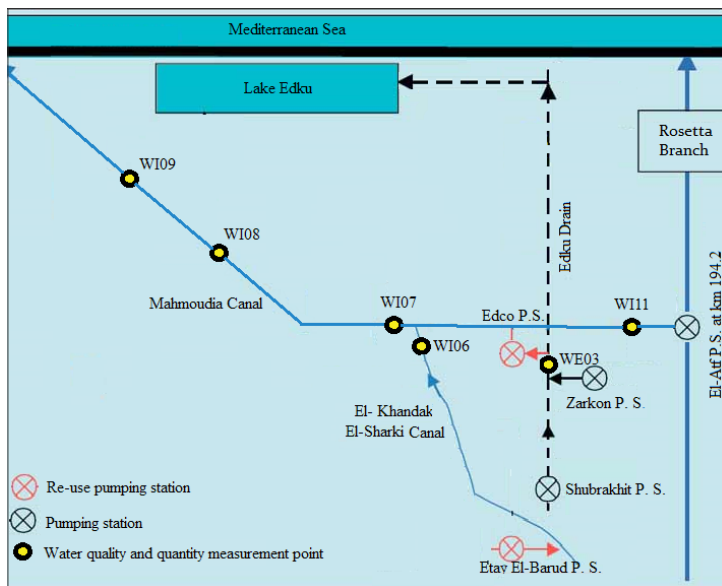 Mediterranean Sea
Lake Edku
Rosetta
Branch
WI09
WI08
Edku Drain
Mahmoudia Canal
WI07
Edco P.S.
WI11
WI06
WE03
El-Atf P.S. at km 194.2
Zarkon P. S.
El- Khandak
El-Sharki Canal
Re-use pumping station
Shubrakhit P. S.
Pumping station
Water quality and quantity measurement point
Etay El-Barud P. S.